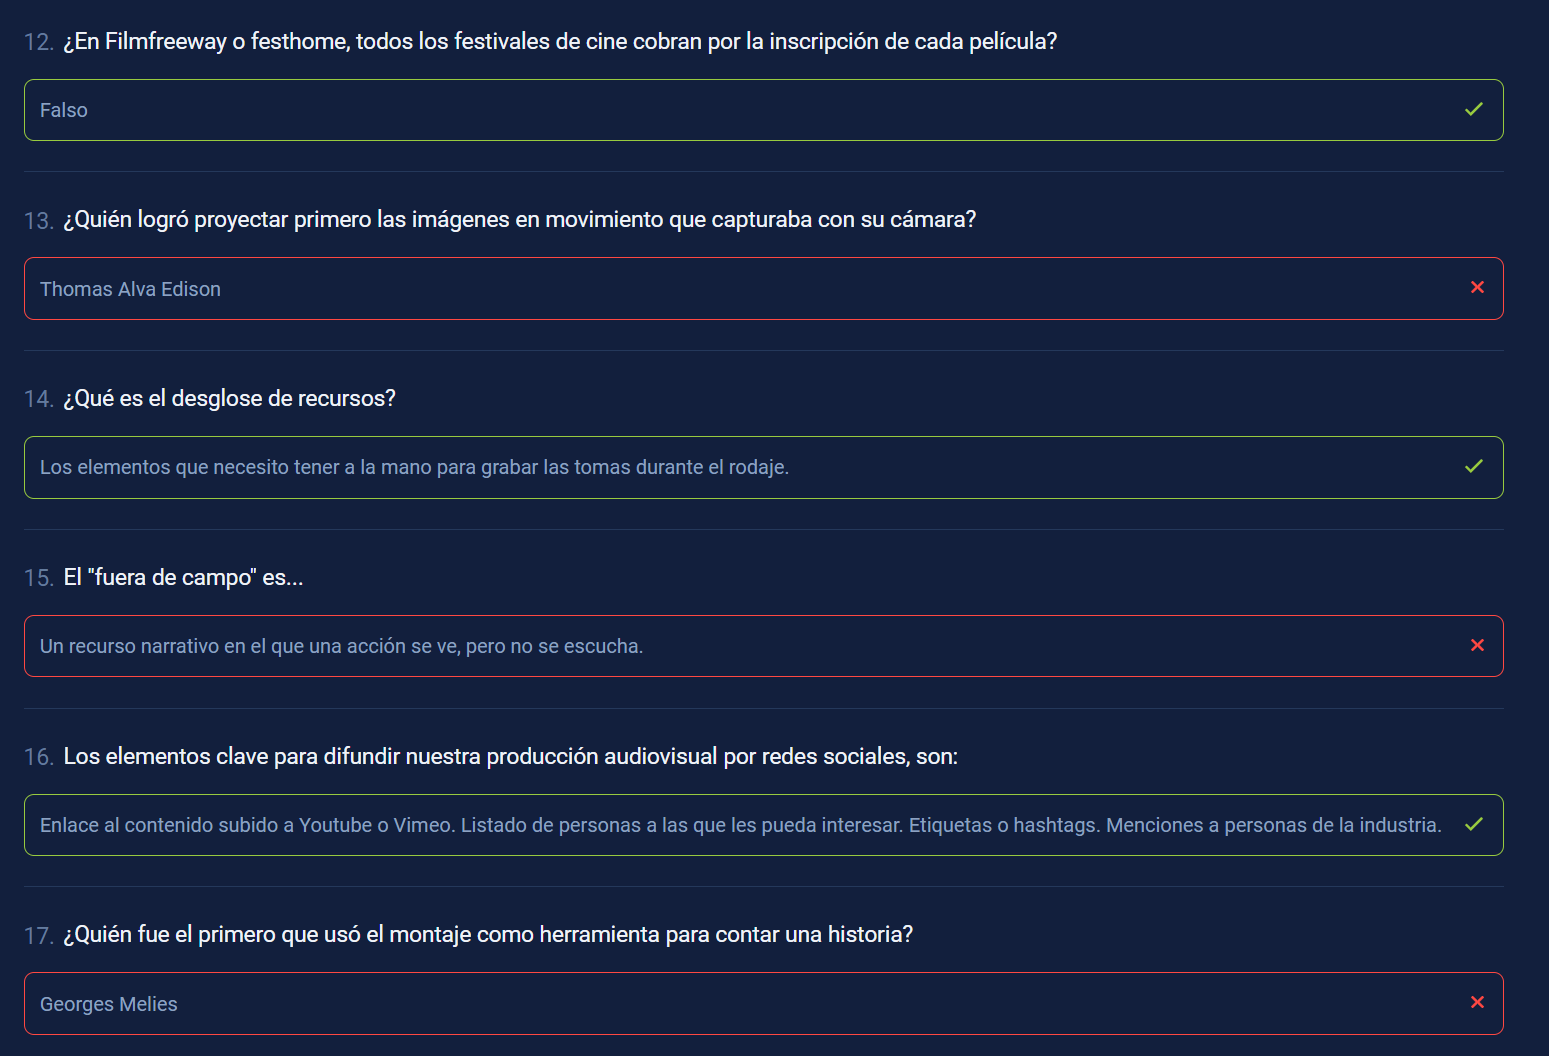 12. ¿En Filmfreeway o festhome, todos los festivales de cine cobran por la inscripción de cada película?
Falso
13. ¿Quién logró proyectar primero las imágenes en movimiento que capturaba con su cámara?
Thomas Alva Edison
14. ¿Qué es el desglose de recursos?
Los elementos que necesito tener a la mano para grabar las tomas durante el rodaje.
15. El "fuera de campo" es...
Un recurso narrativo en el que una acción se ve, pero no se escucha.
16. Los elementos clave para difundir nuestra producción audiovisual por redes sociales, son:
Enlace al contenido subido a Youtube o Vimeo. Listado de personas a las que les pueda interesar. Etiquetas o hashtags. Menciones a personas de la industria.
17. ¿Quién fue el primero que usó el montaje como herramienta para contar una historia?
Georges Melies